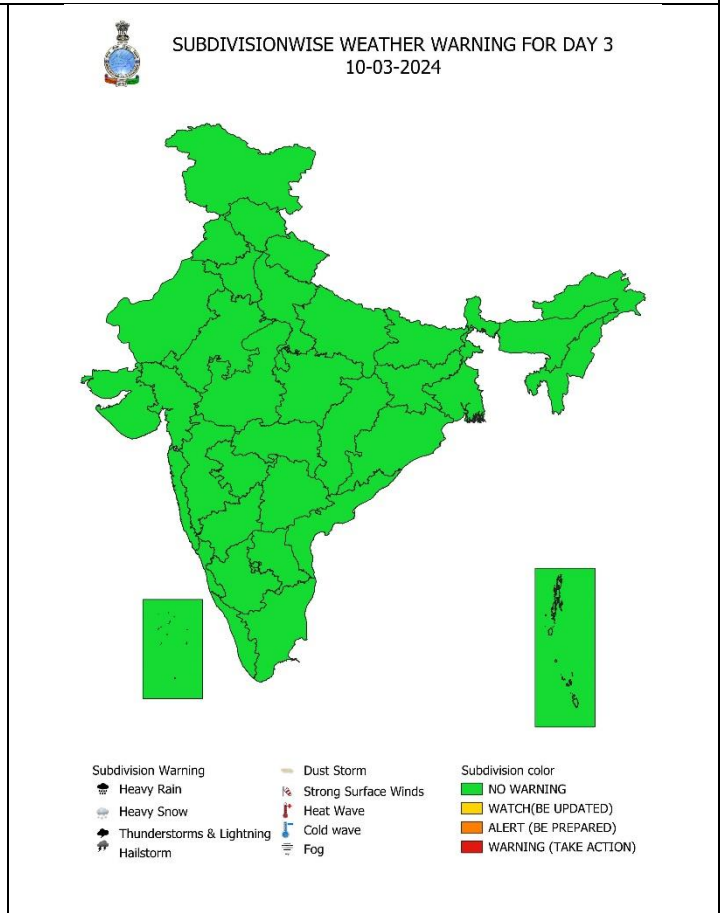 SUBDIVISIONWISE WEATHER WARNING FOR DAY 3
10-03-2024
Subdivision Warning
Heavy Rain
Heavy Snow
Thunderstorms & Lightning
Hailstorm
Dust Storm
Strong Surface Winds
Heat Wave
Cold wave
Fog
Subdivision color
NO WARNING
WATCH(BE UPDATED)
ALERT (BE PREPARED)
WARNING (TAKE ACTION)